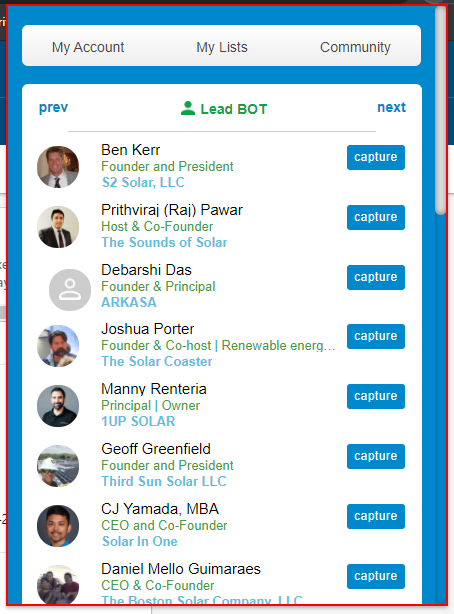 My Account My Lists Community
prev Lead BOT next
Ben Kerr
Founder and President
S2 Solar, LLC
capture
Prithviraj (Raj) Pawar
Host & Co-Founder
The Sounds of Solar
capture
Debarshi Das
Founder & Principal
ARKASA
capture
Joshua Porter
Founder & Co-host | Renewable energ...
The Solar Coaster
capture
Manny Renteria
Principal | Owner
1UP SOLAR
capture
Geoff Greenfield
Founder and President
Third Sun Solar LLC
capture
CJ Yamada, MBA
CEO and Co-Founder
Solar In One
capture
Daniel Mello Guimaraes
CEO & Co-Founder
The Boston Solar Company, LLC
capture